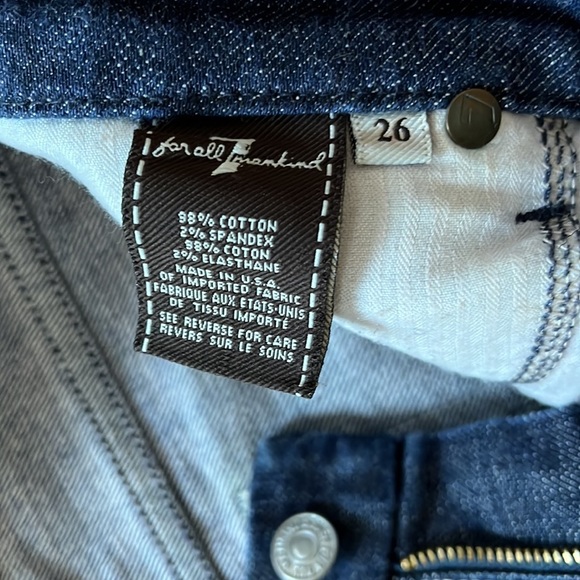 for all 7 mankind
26
98% COTTON
2% SPANDEX
98% COTON
2% ELASTHANE
MADE IN U.S.A.
OF IMPORTED FABRIC
FABRIQUE AUX ETATS-UNIS
DE TISSU IMPORTÉ
SEE REVERSE FOR CARE
REVERS SUR LE SOINS